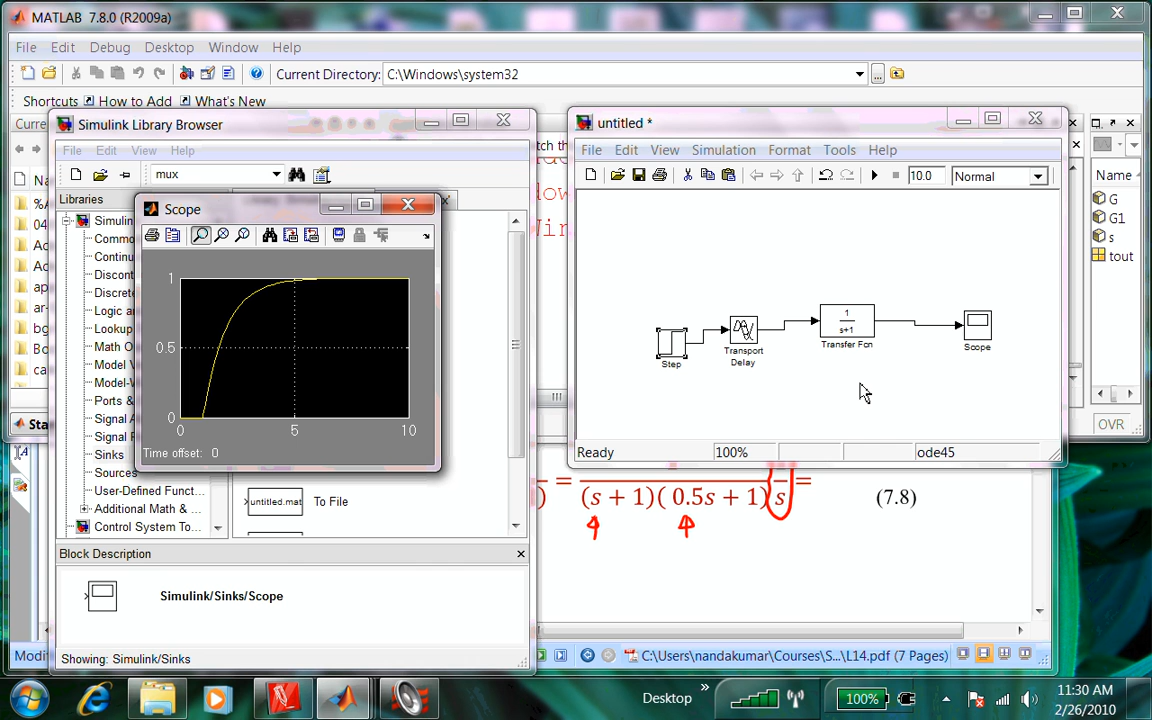 MATLAB 7.8.0 (R2009a)
File Edit Debug Desktop Window Help
Current Directory: C:\Windows\system32 ...
Shortcuts How to Add What's New
Simulink Library Browser
File Edit View Help
mux
Libraries
Simulin
Commo
Continu
Discont
Discrete
Logic ar
Lookup
Math O
Model V
Model-W
Ports &
Signal A
Signal R
Sinks
Sources
User-Defined Funct...
Additional Math & ...
Control System To...
untitled.mat To File
Block Description
Simulink/Sinks/Scope
Showing: Simulink/Sinks
Scope
1
0.5
0
0 5 10
Time offset: 0
untitled *
File Edit View Simulation Format Tools Help
10.0 Normal
Step
Transport
Delay
1
s+1
Transfer Fcn
Scope
Ready 100% ode45
Name
G
G1
s
tout
OVR
= (s + 1)( 0.5s + 1) s = (7.8)
C:\Users\nandakumar\Courses\S...\L14.pdf (7 Pages)
Desktop »
100%
11:30 AM
2/26/2010